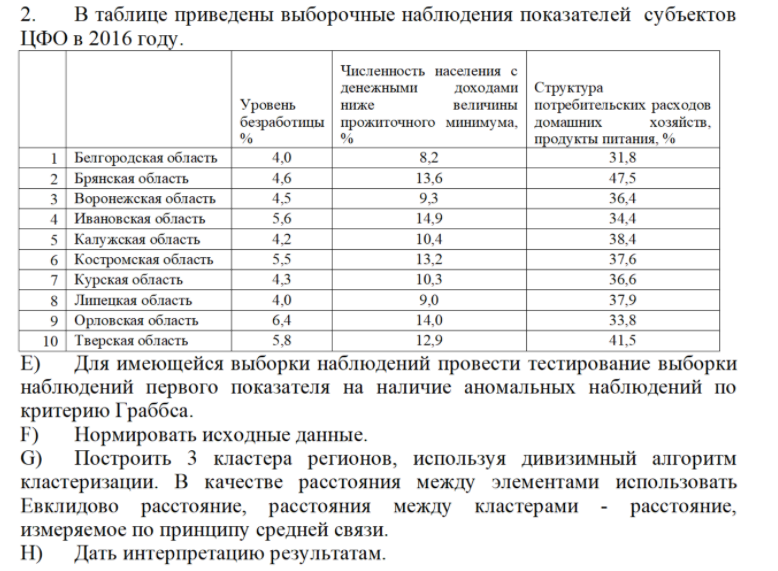 2. В таблице приведены выборочные наблюдения показателей субъектов
ЦФО в 2016 году.
Уровень безработицы %
Численность населения с денежными доходами ниже величины прожиточного минимума, %
Структура потребительских расходов домашних хозяйств, продукты питания, %
1 Белгородская область 4,0 8,2 31,8
2 Брянская область 4,6 13,6 47,5
3 Воронежская область 4,5 9,3 36,4
4 Ивановская область 5,6 14,9 34,4
5 Калужская область 4,2 10,4 38,4
6 Костромская область 5,5 13,2 37,6
7 Курская область 4,3 10,3 36,6
8 Липецкая область 4,0 9,0 37,9
9 Орловская область 6,4 14,0 33,8
10 Тверская область 5,8 12,9 41,5
E) Для имеющейся выборки наблюдений провести тестирование выборки
наблюдений первого показателя на наличие аномальных наблюдений по
критерию Граббса.
F) Нормировать исходные данные.
G) Построить 3 кластера регионов, используя дивизимный алгоритм
кластеризации. В качестве расстояния между элементами использовать
Евклидово расстояние, расстояния между кластерами - расстояние,
измеряемое по принципу средней связи.
H) Дать интерпретацию результатам.